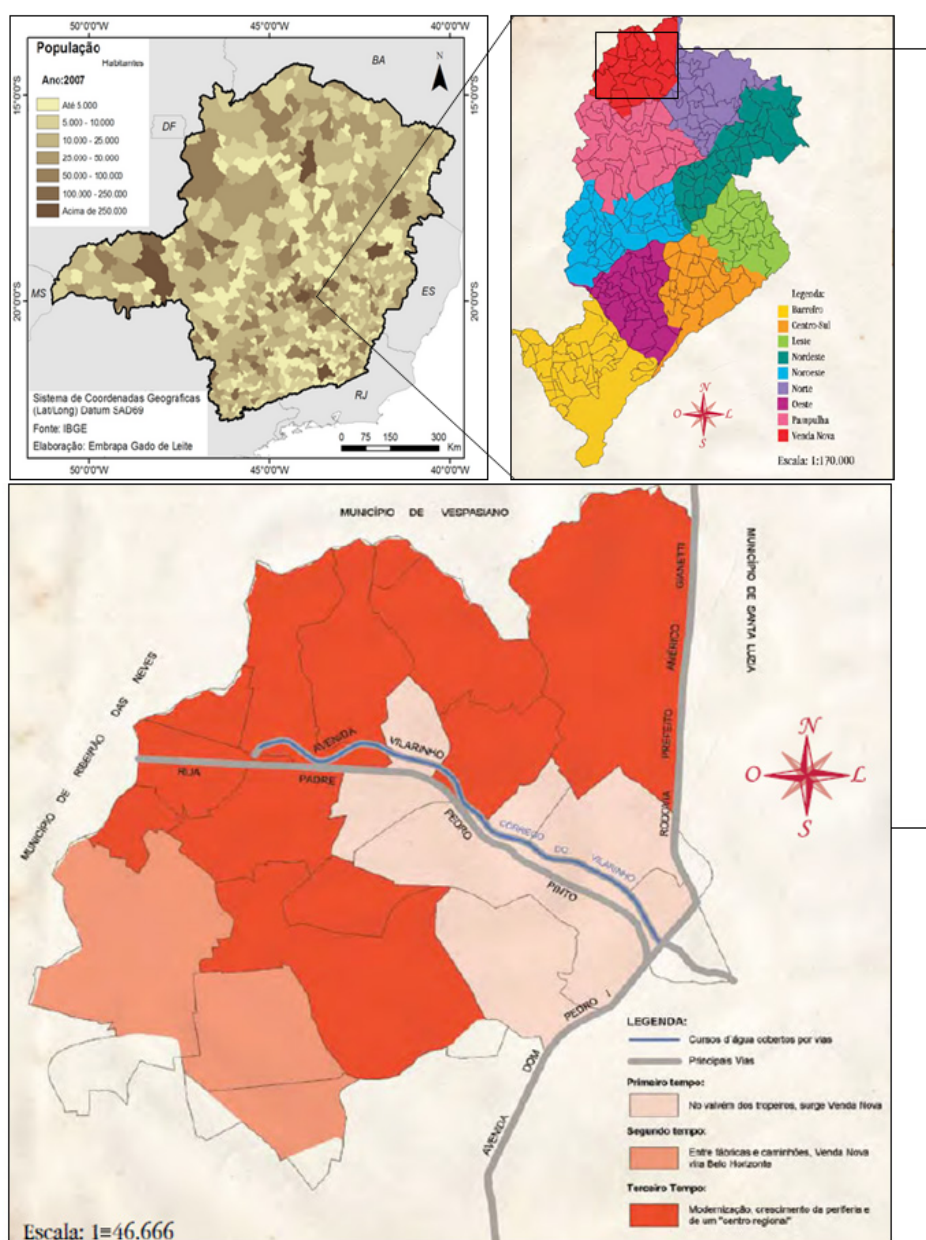 50°0'0"W
45°0'0"W
40°0'0"W
População
Habitantes
Ano:2007
Até 5.000
5.000 - 10.000
10.000 - 25.000
25.000 - 50.000
50.000 - 100.000
100.000 - 250.000
Acima de 250.000
N
BA
DF
MS
ES
RJ
15°0'0"S
15°0'0"S
20°0'0"S
20°0'0"S
Sistema de Coordenadas Geográficas
(Lat/Long) Datum SAD69
Fonte: IBGE
Elaboração: Embrapa Gado de Leite
0 75 150 300
Km
50°0'0"W
45°0'0"W
40°0'0"W
Legenda:
Barreiro
Centro-Sul
Leste
Nordeste
Noroeste
Norte
Oeste
Pampulha
Venda Nova
N
O
L
S
Escala: 1:170.000
MUNICÍPIO DE VESPASIANO
MUNICÍPIO DE SANTA LUZIA
MUNICÍPIO DE RIBEIRÃO DAS NEVES
RODOVIA PREFEITO AMÉRICO GIANETTI
AVENIDA VILARINHO
RUA PADRE PEDRO PINTO
CÓRREGO DO VILARINHO
AVENIDA DOM PEDRO I
N
O
L
S
LEGENDA:
Cursos d'água cobertos por vias
Principais Vias
Primeiro tempo:
No vaivém dos tropeiros, surge Venda Nova
Segundo tempo:
Entre fábricas e caminhões, Venda Nova
vira Belo Horizonte
Terceiro Tempo:
Modernização, crescimento da periferia e
de um "centro regional"
Escala: 1=46.666